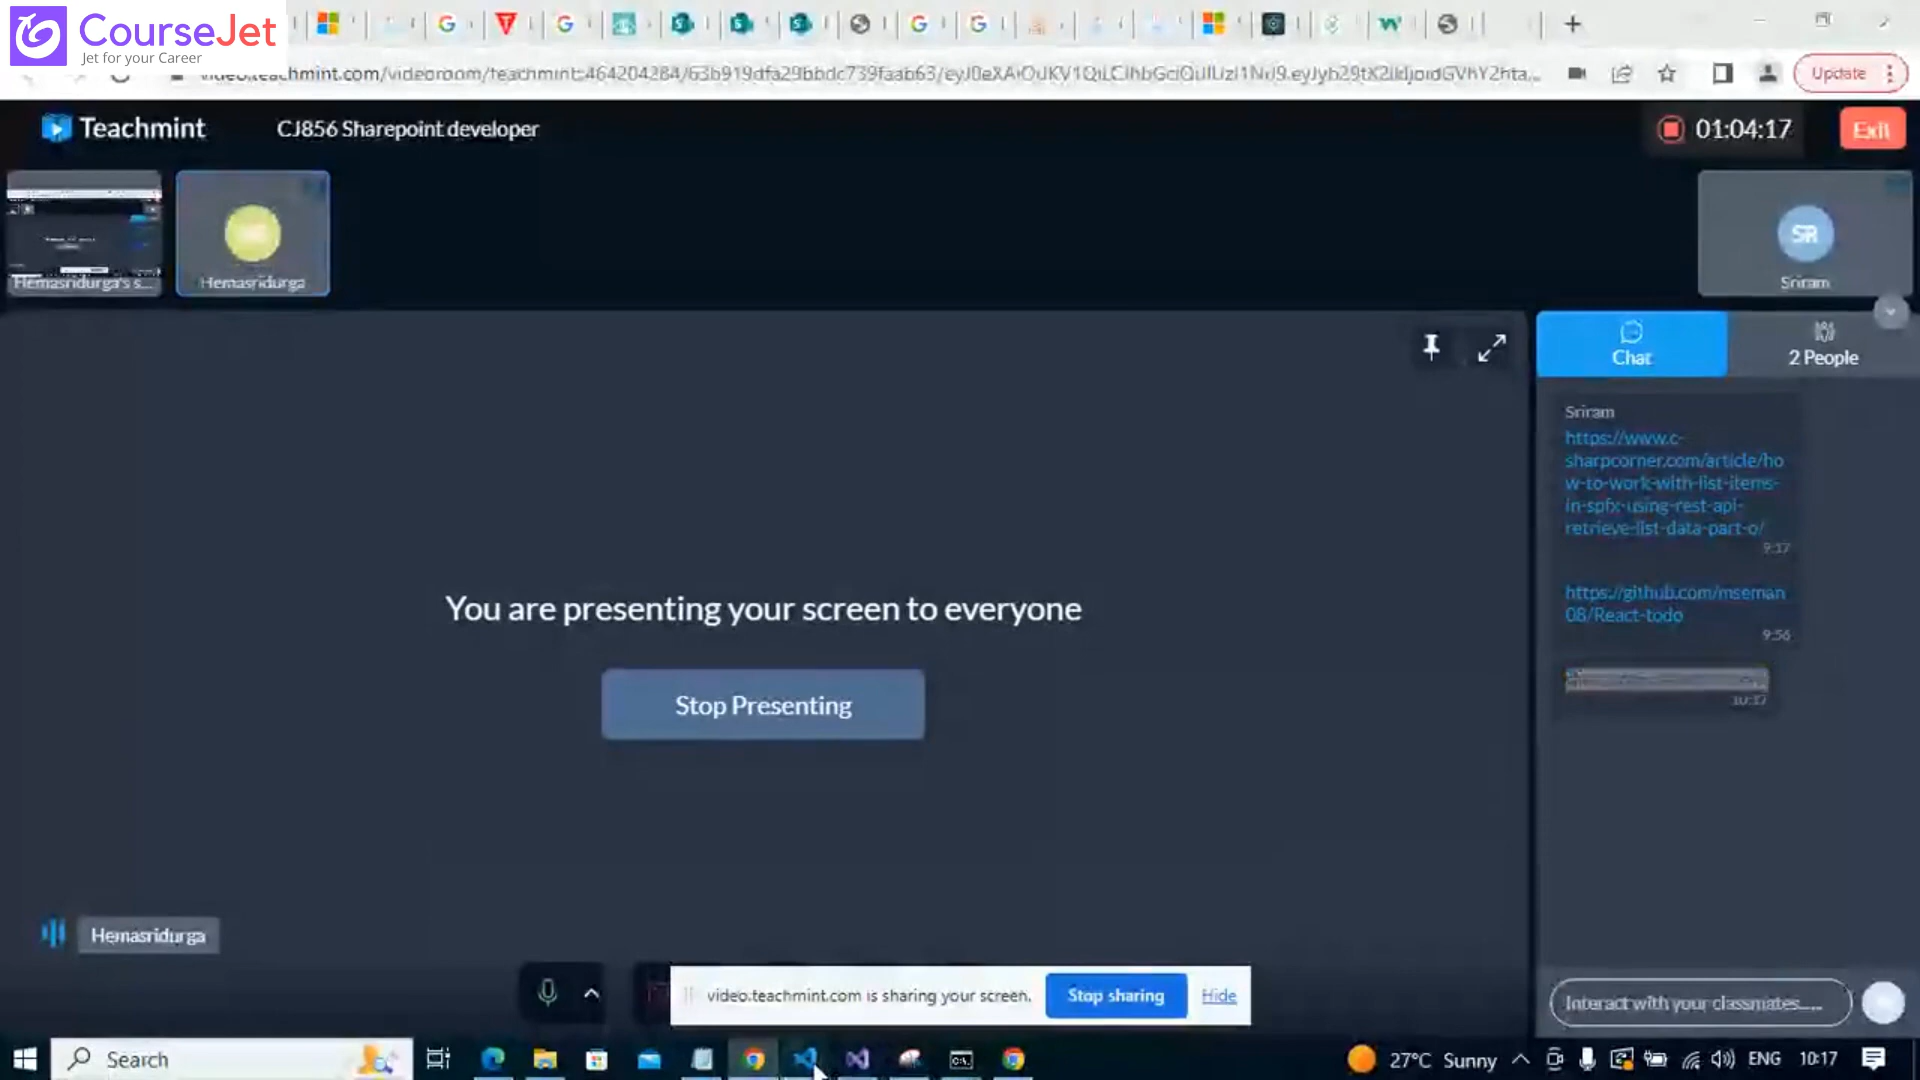 CourseJet
Jet for your Career
Update
Teachmint
CJ856 Sharepoint developer
01:04:17
Exit
Hemasridurga's s...
Hemasridurga
SR
Sriram
Chat
2 People
Sriram
https://www.c-
sharpcorner.com/article/ho
w-to-work-with-list-items-
in-spfx-using-rest-api-
retrieve-list-data-part-o/
9:17
https://github.com/mseman
08/React-todo
9:56
You are presenting your screen to everyone
Stop Presenting
Hemasridurga
video.teachmint.com is sharing your screen.
Stop sharing
Hide
Interact with your classmates.....
Search
27°C Sunny
ENG
10:17